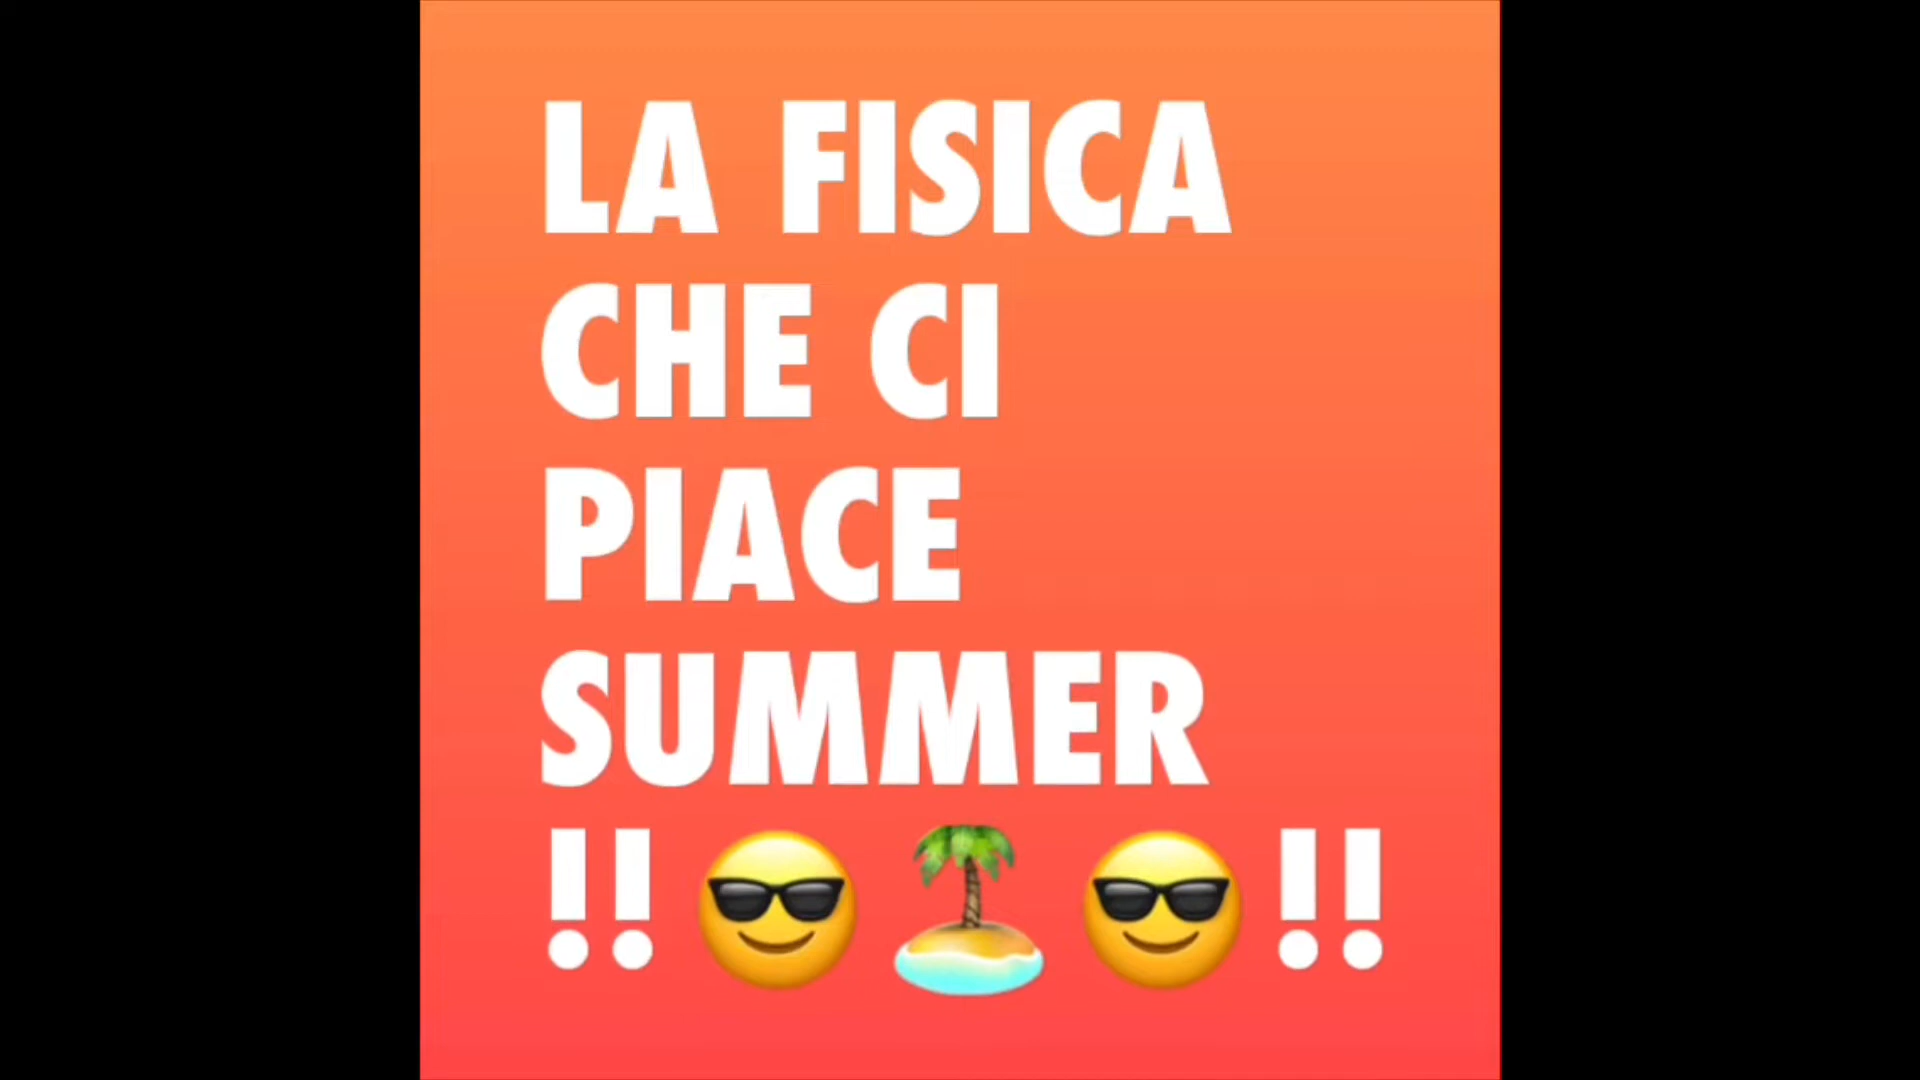 LA FISICA
CHE CI
PIACE
SUMMER
!!😎🏝️😎!!